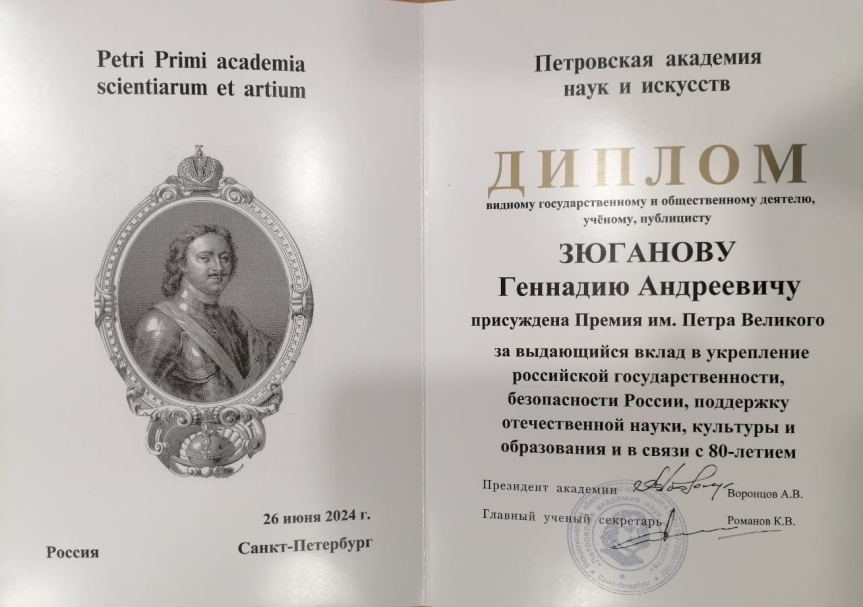 Petri Primi academia
scientiarum et artium
26 июня 2024 г.
Россия
Санкт-Петербург
Петровская академия
наук и искусств
ДИПЛОМ
видному государственному и общественному деятелю,
учёному, публицисту
ЗЮГАНОВУ
Геннадию Андреевичу
присуждена Премия им. Петра Великого
за выдающийся вклад в укрепление
российской государственности,
безопасности России, поддержку
отечественной науки, культуры и
образования и в связи с 80-летием
Президент академии
Воронцов А.В.
Главный ученый секретарь
Романов К.В.